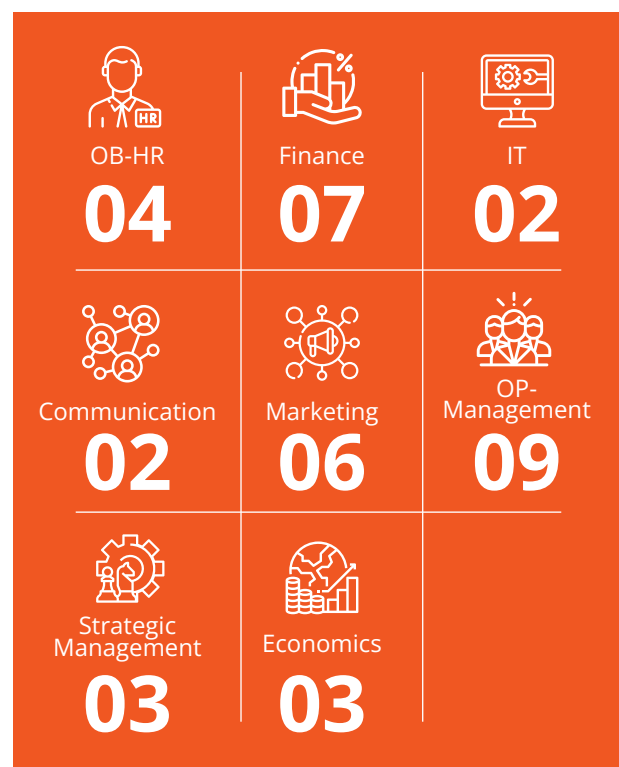 HR
%
OB-HR
04
Finance
07
IT
02
Communication
02
Marketing
06
OP-
Management
09
Strategic
Management
03
Economics
03